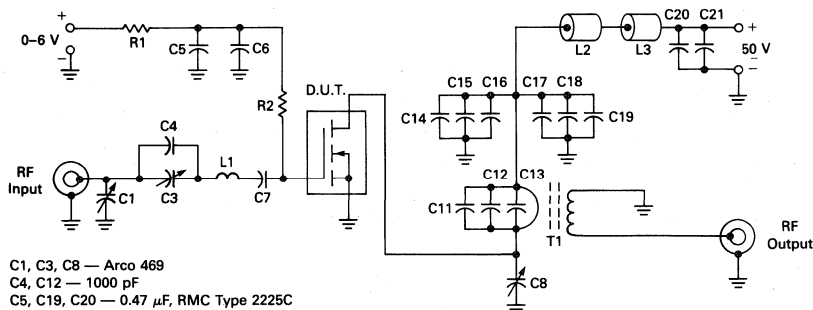 +
0–6 V
−
R1
C5
C6
R2
D.U.T.
C4
L1
RF
Input
C1
C3
C7
L2
L3
C20
C21
+
50 V
−
C15
C16
C17
C18
C14
C19
C12
C13
C11
T1
C8
RF
Output
C1, C3, C8 — Arco 469
C4, C12 — 1000 pF
C5, C19, C20 — 0.47 μF, RMC Type 2225C